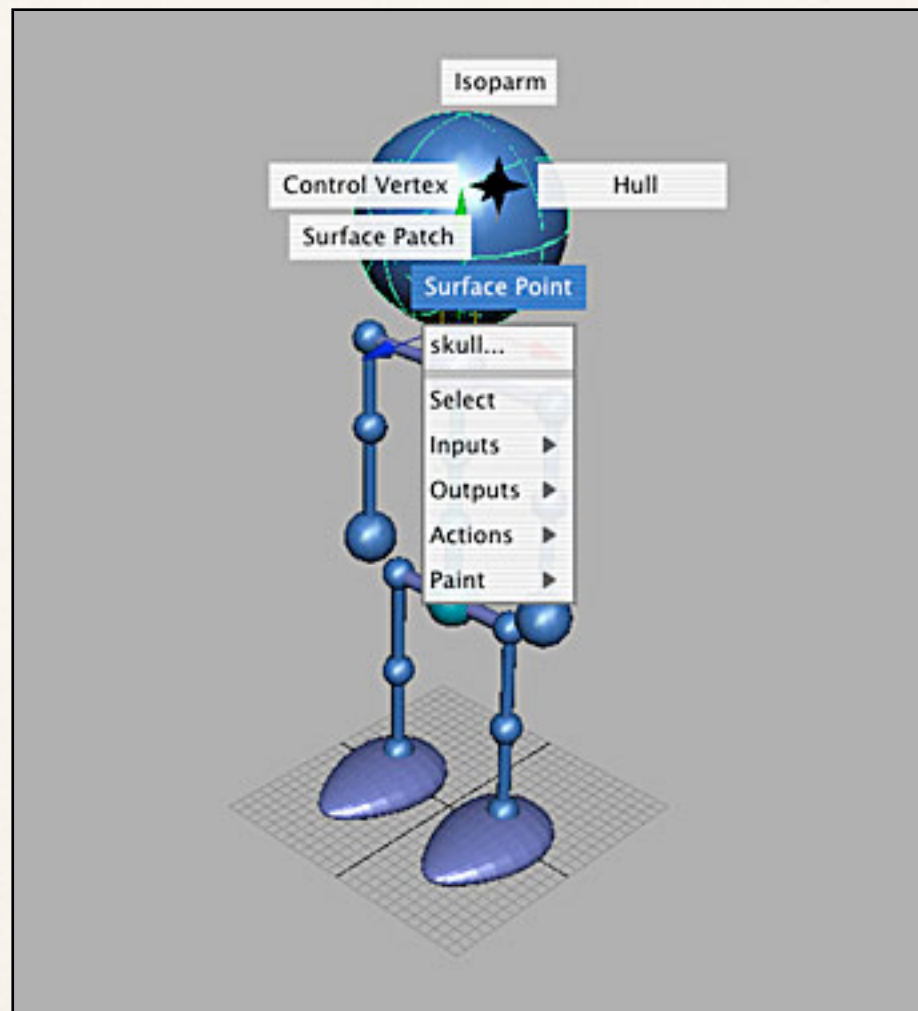 Isoparm
Control Vertex
Hull
Surface Patch
Surface Point
skull...
Select
Inputs
Outputs
Actions
Paint